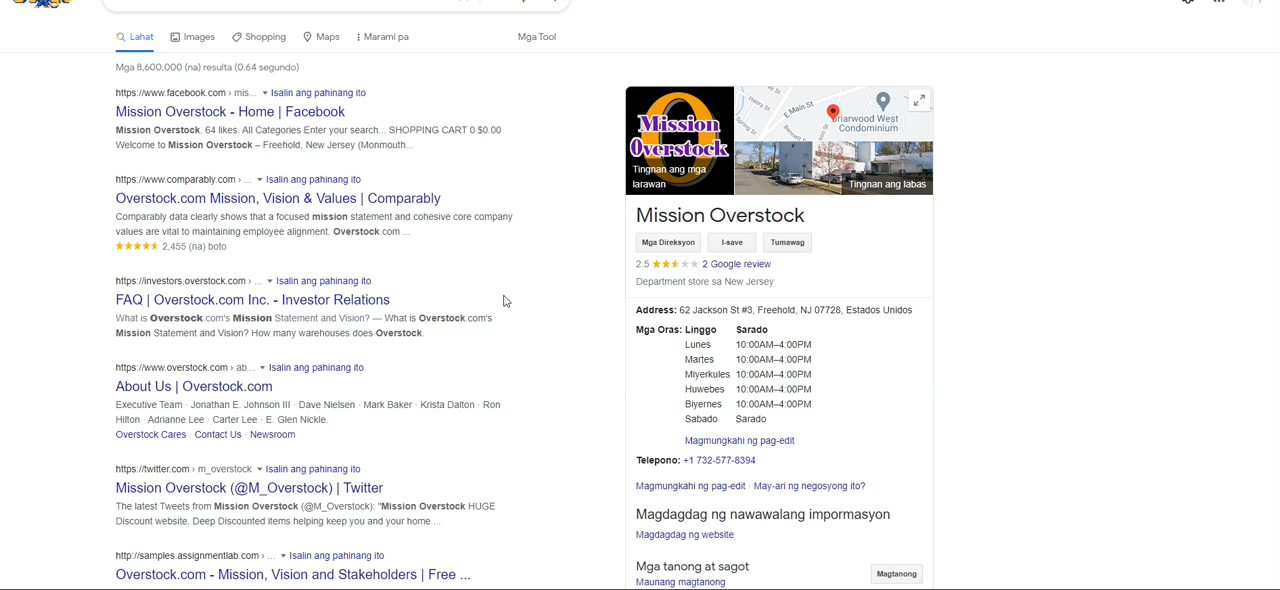 Lahat
Images
Shopping
Maps
Marami pa
Mga Tool
Mga 8,600,000 (na) resulta (0.64 segundo)
https://www.facebook.com › mis... Isalin ang pahinang ito
Mission Overstock - Home | Facebook
Mission Overstock. 64 likes. All Categories Enter your search... SHOPPING CART 0 $0.00
Welcome to Mission Overstock – Freehold, New Jersey (Monmouth...
https://www.comparably.com › ... Isalin ang pahinang ito
Overstock.com Mission, Vision & Values | Comparably
Comparably data clearly shows that a focused mission statement and cohesive core company
values are vital to maintaining employee alignment. Overstock.com ...
2,455 (na) boto
https://investors.overstock.com › ... Isalin ang pahinang ito
FAQ | Overstock.com Inc. - Investor Relations
What is Overstock.com's Mission Statement and Vision? — What is Overstock.com's
Mission Statement and Vision? How many warehouses does Overstock.
https://www.overstock.com › ab... Isalin ang pahinang ito
About Us | Overstock.com
Executive Team · Jonathan E. Johnson III · Dave Nielsen · Mark Baker · Krista Dalton · Ron
Hilton · Adrianne Lee · Carter Lee · E. Glen Nickle.
Overstock Cares · Contact Us · Newsroom
https://twitter.com › m_overstock Isalin ang pahinang ito
Mission Overstock (@M_Overstock) | Twitter
The latest Tweets from Mission Overstock (@M_Overstock): "Mission Overstock HUGE
Discount website. Deep Discounted items helping keep you and your home ...
http://samples.assignmentlab.com › ... Isalin ang pahinang ito
Overstock.com - Mission, Vision and Stakeholders | Free ...
Mission
Overstock
Tingnan ang mga
larawan
E Main St
Briarwood West
Condominium
Tingnan ang labas
Mission Overstock
Mga Direksyon
I-save
Tumawag
2.5 2 Google review
Department store sa New Jersey
Address: 62 Jackson St #3, Freehold, NJ 07728, Estados Unidos
Mga Oras: Linggo Sarado
Lunes 10:00AM–4:00PM
Martes 10:00AM–4:00PM
Miyerkules 10:00AM–4:00PM
Huwebes 10:00AM–4:00PM
Biyernes 10:00AM–4:00PM
Sabado Sarado
Magmungkahi ng pag-edit
Telepono: +1 732-577-8394
Magmungkahi ng pag-edit · May-ari ng negosyong ito?
Magdagdag ng nawawalang impormasyon
Magdagdag ng website
Mga tanong at sagot
Maunang magtanong
Magtanong